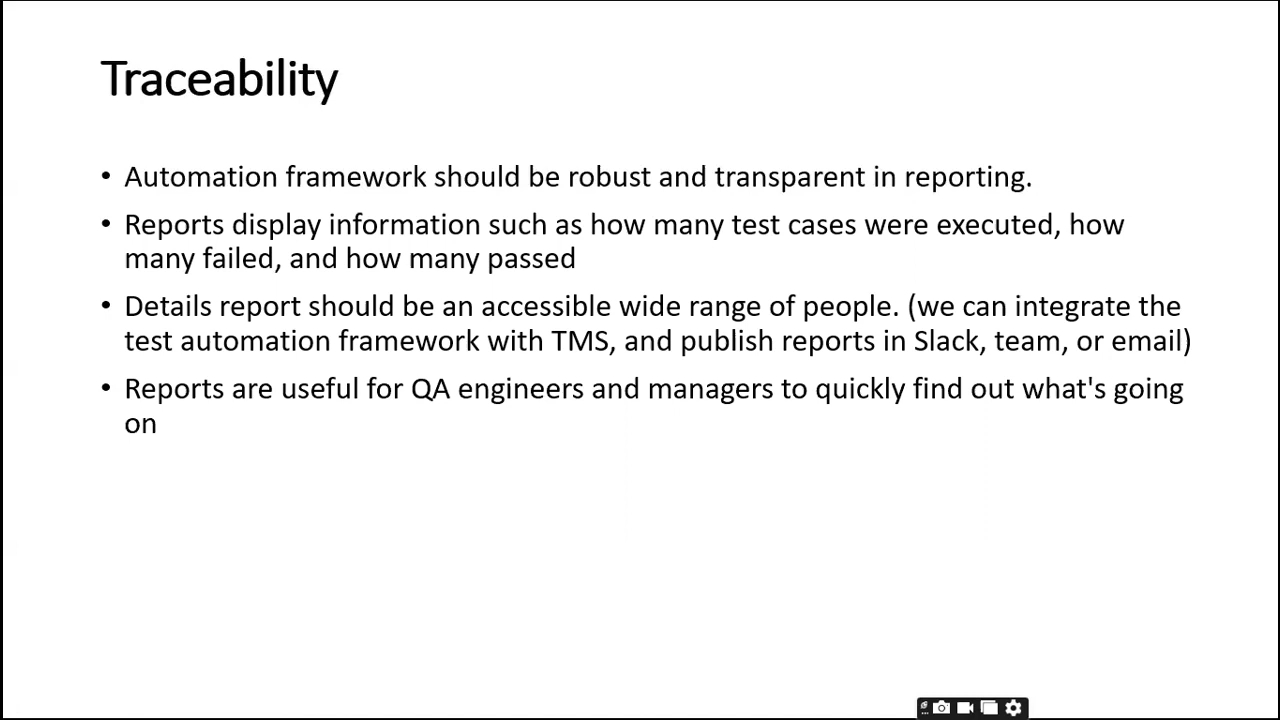 Traceability
• Automation framework should be robust and transparent in reporting.
• Reports display information such as how many test cases were executed, how
many failed, and how many passed
• Details report should be an accessible wide range of people. (we can integrate the
test automation framework with TMS, and publish reports in Slack, team, or email)
• Reports are useful for QA engineers and managers to quickly find out what's going
on